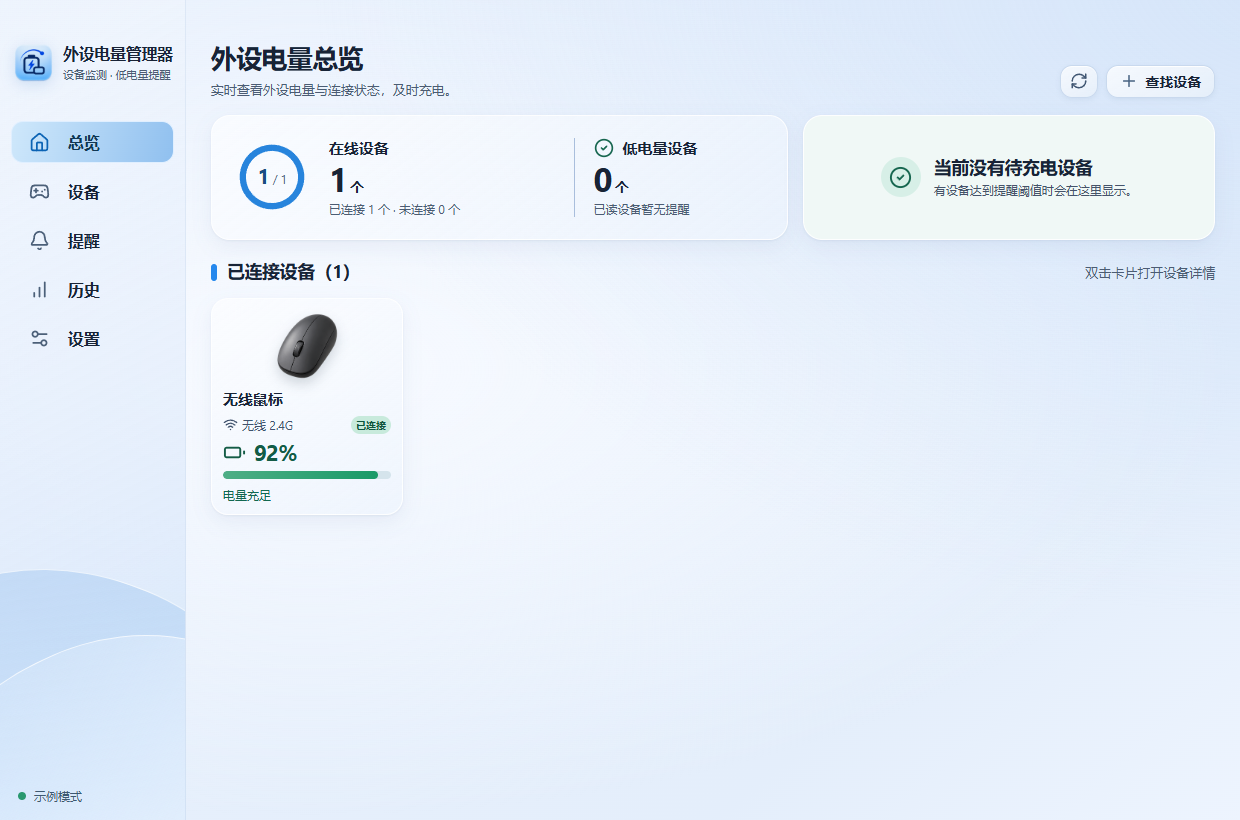 外设电量管理器
设备监测 · 低电量提醒
总览
设备
提醒
历史
设置
示例模式
外设电量总览
实时查看外设电量与连接状态，及时充电。
查找设备
1 / 1
在线设备
1 个
已连接 1 个 · 未连接 0 个
低电量设备
0 个
已读设备暂无提醒
当前没有待充电设备
有设备达到提醒阈值时会在这里显示。
已连接设备（1）
双击卡片打开设备详情
无线鼠标
无线 2.4G
已连接
92%
电量充足